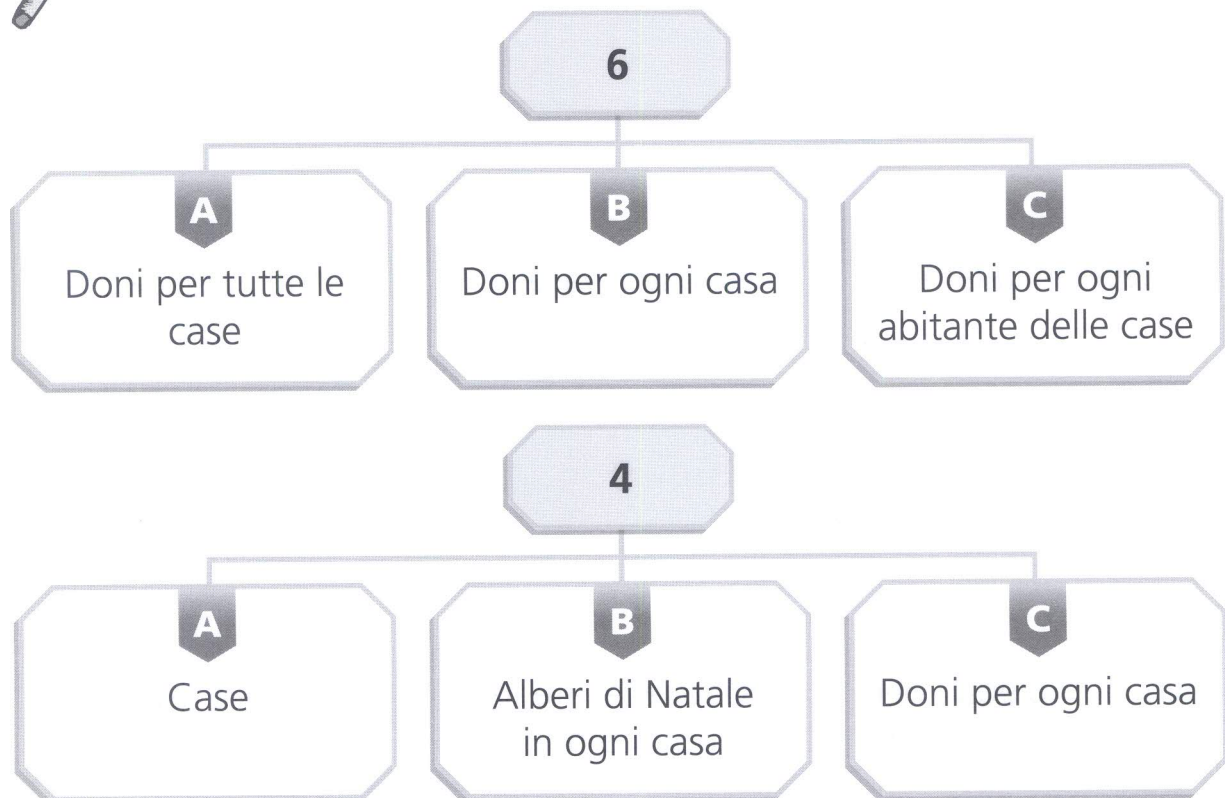 6
A
Doni per tutte le
case
B
Doni per ogni casa
C
Doni per ogni
abitante delle case
4
A
Case
B
Alberi di Natale
in ogni casa
C
Doni per ogni casa